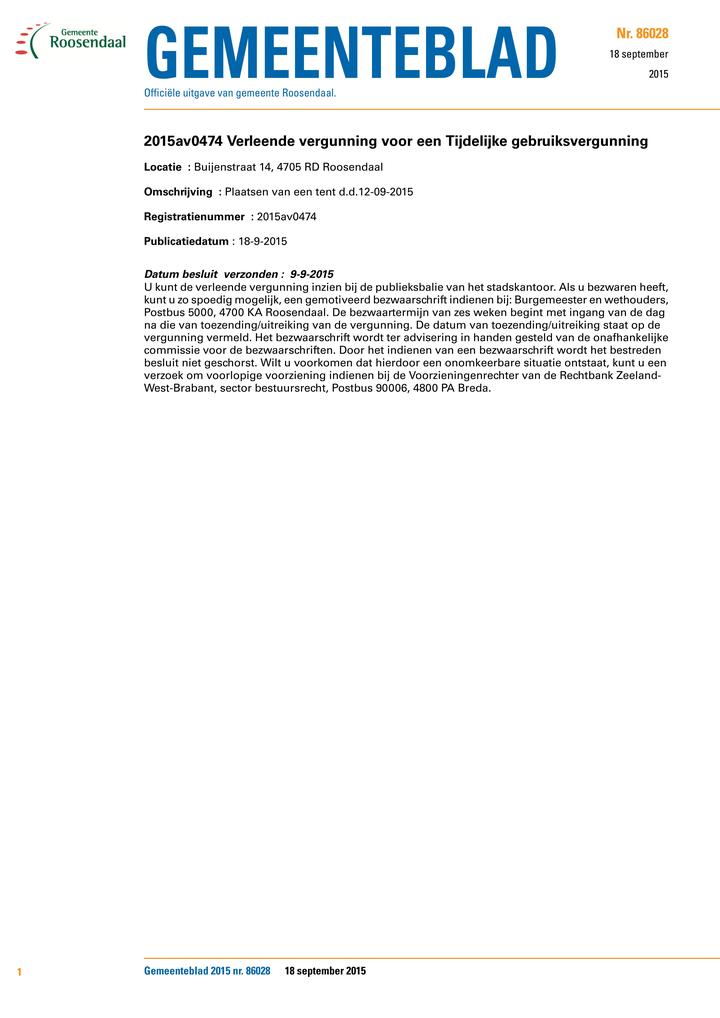 Gemeente
Roosendaal
GEMEENTEBLAD
Officiële uitgave van gemeente Roosendaal.
Nr. 86028
18 september
2015
2015av0474 Verleende vergunning voor een Tijdelijke gebruiksvergunning
Locatie : Buijenstraat 14, 4705 RD Roosendaal
Omschrijving : Plaatsen van een tent d.d.12-09-2015
Registratienummer : 2015av0474
Publicatiedatum : 18-9-2015
Datum besluit verzonden : 9-9-2015
U kunt de verleende vergunning inzien bij de publieksbalie van het stadskantoor. Als u bezwaren heeft,
kunt u zo spoedig mogelijk, een gemotiveerd bezwaarschrift indienen bij: Burgemeester en wethouders,
Postbus 5000, 4700 KA Roosendaal. De bezwaartermijn van zes weken begint met ingang van de dag
na die van toezending/uitreiking van de vergunning. De datum van toezending/uitreiking staat op de
vergunning vermeld. Het bezwaarschrift wordt ter advisering in handen gesteld van de onafhankelijke
commissie voor de bezwaarschriften. Door het indienen van een bezwaarschrift wordt het bestreden
besluit niet geschorst. Wilt u voorkomen dat hierdoor een onomkeerbare situatie ontstaat, kunt u een
verzoek om voorlopige voorziening indienen bij de Voorzieningenrechter van de Rechtbank Zeeland-
West-Brabant, sector bestuursrecht, Postbus 90006, 4800 PA Breda.
1
Gemeenteblad 2015 nr. 86028 18 september 2015